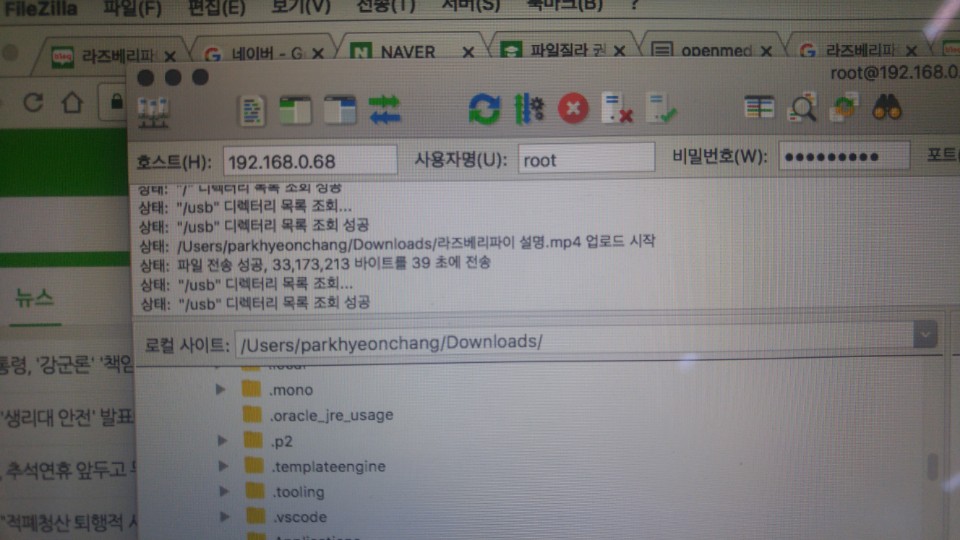 FileZilla 파일(F) 편집(E) 보기(V) 전송(T) 서버(S) 북마크(B) ?
라즈베리파 네이버 - G NAVER 파일질라 권 openmed 라즈베리파
root@192.168.0.
호스트(H): 192.168.0.68 사용자명(U): root 비밀번호(W): ●●●●●●●●● 포트
상태: "/" 디렉터리 목록 조회 성공
상태: "/usb" 디렉터리 목록 조회...
상태: "/usb" 디렉터리 목록 조회 성공
상태: /Users/parkhyeonchang/Downloads/라즈베리파이 설명.mp4 업로드 시작
상태: 파일 전송 성공, 33,173,213 바이트를 39 초에 전송
상태: "/usb" 디렉터리 목록 조회...
상태: "/usb" 디렉터리 목록 조회 성공
뉴스
로컬 사이트: /Users/parkhyeonchang/Downloads/
통령, '강군론' '책임
.local
.mono
'생리대 안전' 발표
.oracle_jre_usage
.p2
, 추석연휴 앞두고
.templateengine
.tooling
"적폐청산 퇴행적 시
.vscode
Applications